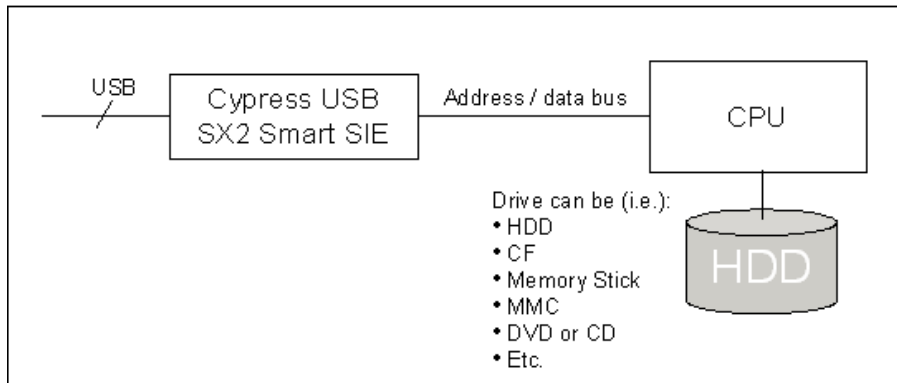 USB
Cypress USB
SX2 Smart SIE
Address / data bus
CPU
Drive can be (i.e.):
• HDD
• CF
• Memory Stick
• MMC
• DVD or CD
• Etc.
HDD